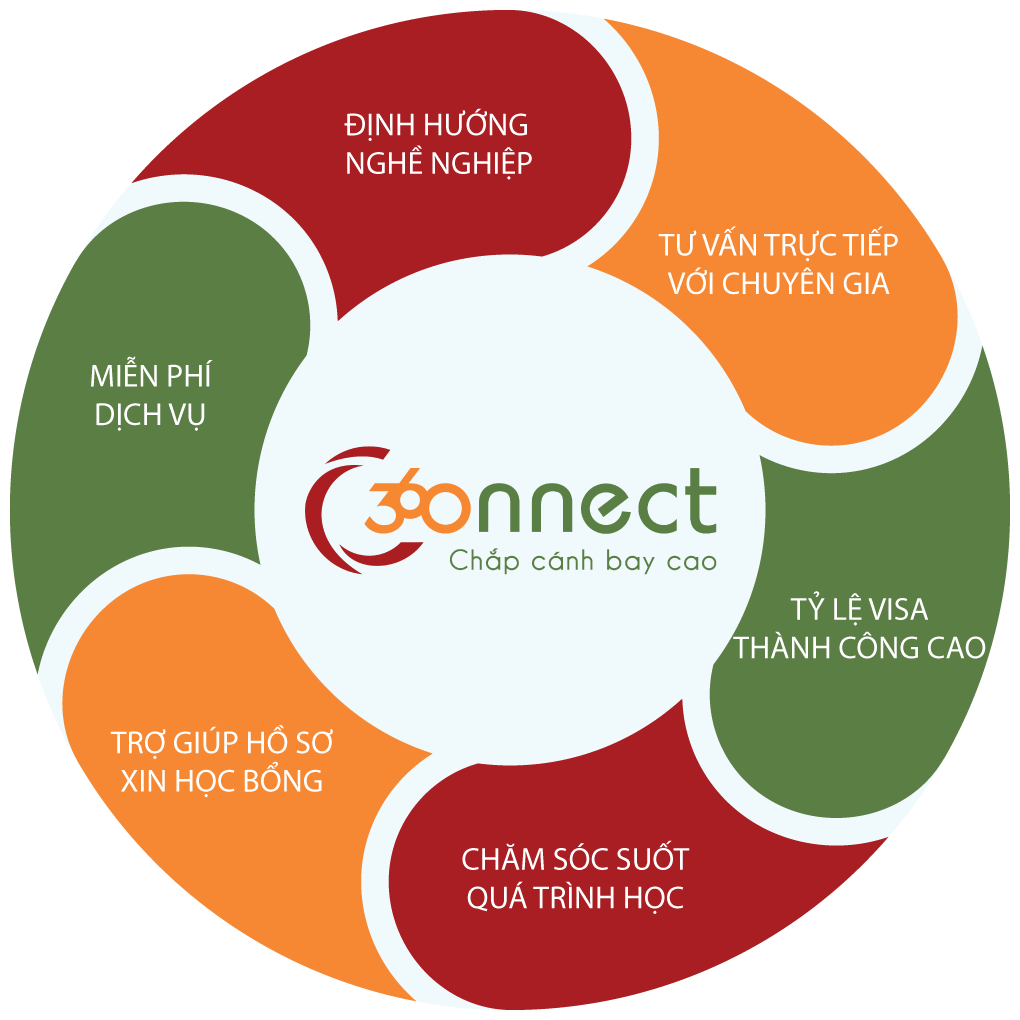 ĐỊNH HƯỚNG
NGHỀ NGHIỆP
TƯ VẤN TRỰC TIẾP
VỚI CHUYÊN GIA
MIỄN PHÍ
DỊCH VỤ
C360nnect
Chắp cánh bay cao
TỶ LỆ VISA
THÀNH CÔNG CAO
TRỢ GIÚP HỒ SƠ
XIN HỌC BỔNG
CHĂM SÓC SUỐT
QUÁ TRÌNH HỌC